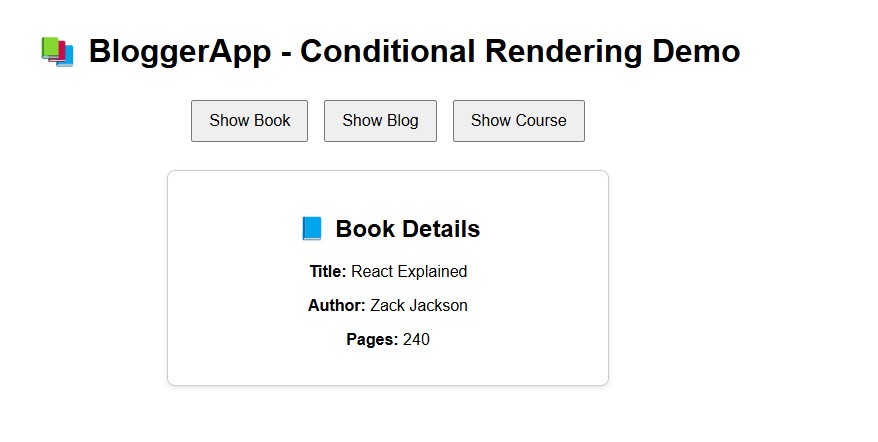 BloggerApp - Conditional Rendering Demo
Show Book Show Blog Show Course
Book Details
Title: React Explained
Author: Zack Jackson
Pages: 240